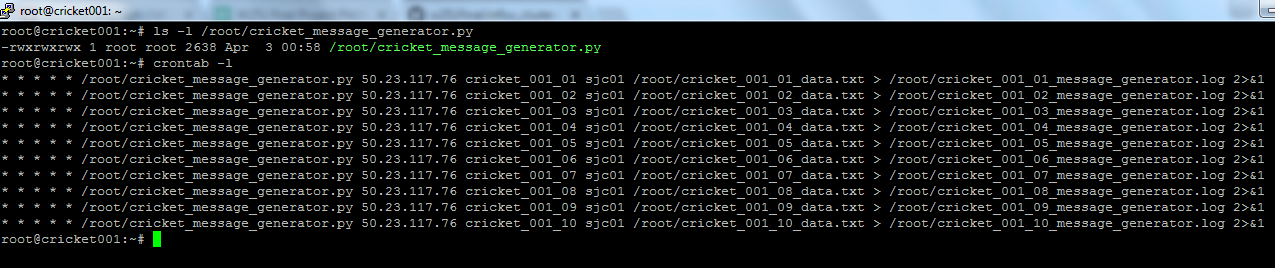 root@cricket001: ~
root@cricket001:~# ls -l /root/cricket_message_generator.py
-rwxrwxrwx 1 root root 2638 Apr  3 00:58 /root/cricket_message_generator.py
root@cricket001:~# crontab -l
* * * * * /root/cricket_message_generator.py 50.23.117.76 cricket_001_01 sjc01 /root/cricket_001_01_data.txt > /root/cricket_001_01_message_generator.log 2>&1
* * * * * /root/cricket_message_generator.py 50.23.117.76 cricket_001_02 sjc01 /root/cricket_001_02_data.txt > /root/cricket_001_02_message_generator.log 2>&1
* * * * * /root/cricket_message_generator.py 50.23.117.76 cricket_001_03 sjc01 /root/cricket_001_03_data.txt > /root/cricket_001_03_message_generator.log 2>&1
* * * * * /root/cricket_message_generator.py 50.23.117.76 cricket_001_04 sjc01 /root/cricket_001_04_data.txt > /root/cricket_001_04_message_generator.log 2>&1
* * * * * /root/cricket_message_generator.py 50.23.117.76 cricket_001_05 sjc01 /root/cricket_001_05_data.txt > /root/cricket_001_05_message_generator.log 2>&1
* * * * * /root/cricket_message_generator.py 50.23.117.76 cricket_001_06 sjc01 /root/cricket_001_06_data.txt > /root/cricket_001_06_message_generator.log 2>&1
* * * * * /root/cricket_message_generator.py 50.23.117.76 cricket_001_07 sjc01 /root/cricket_001_07_data.txt > /root/cricket_001_07_message_generator.log 2>&1
* * * * * /root/cricket_message_generator.py 50.23.117.76 cricket_001_08 sjc01 /root/cricket_001_08_data.txt > /root/cricket_001_08_message_generator.log 2>&1
* * * * * /root/cricket_message_generator.py 50.23.117.76 cricket_001_09 sjc01 /root/cricket_001_09_data.txt > /root/cricket_001_09_message_generator.log 2>&1
* * * * * /root/cricket_message_generator.py 50.23.117.76 cricket_001_10 sjc01 /root/cricket_001_10_data.txt > /root/cricket_001_10_message_generator.log 2>&1
root@cricket001:~#